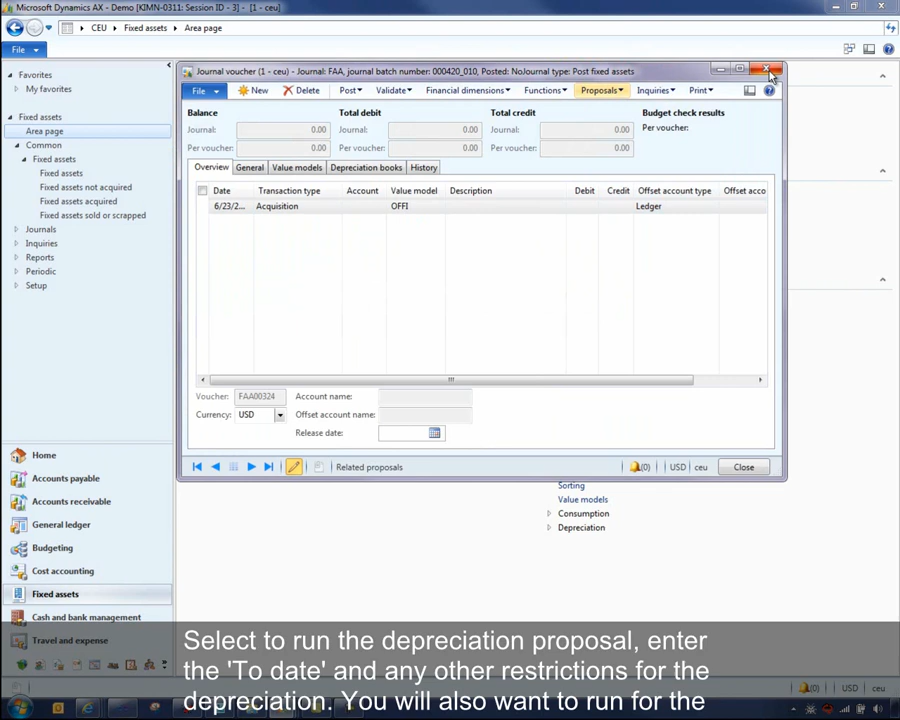 Microsoft Dynamics AX - Demo [KIMN-0311: Session ID - 3] - [1 - ceu]
CEU Fixed assets Area page
File
Favorites
My favorites
Fixed assets
Area page
Common
Fixed assets
Fixed assets
Fixed assets not acquired
Fixed assets acquired
Fixed assets sold or scrapped
Journals
Inquiries
Reports
Periodic
Setup
Home
Accounts payable
Accounts receivable
General ledger
Budgeting
Cost accounting
Fixed assets
Cash and bank management
Travel and expense
Journal voucher (1 - ceu) - Journal: FAA, journal batch number: 000420_010, Posted: NoJournal type: Post fixed assets
File New Delete Post Validate Financial dimensions Functions Proposals Inquiries Print
Balance Total debit Total credit Budget check results
Journal: 0.00 Journal: 0.00 Journal: 0.00 Per voucher:
Per voucher: 0.00 Per voucher: 0.00 Per voucher: 0.00
Overview General Value models Depreciation books History
Date Transaction type Account Value model Description Debit Credit Offset account type Offset acco
6/23/2... Acquisition OFFI Ledger
Voucher: FAA00324 Account name:
Currency: USD Offset account name:
Release date:
Related proposals (0) USD ceu Close
Sorting
Value models
Consumption
Depreciation
Select to run the depreciation proposal, enter
the 'To date' and any other restrictions for the
depreciation. You will also want to run for the
(0) USD ceu